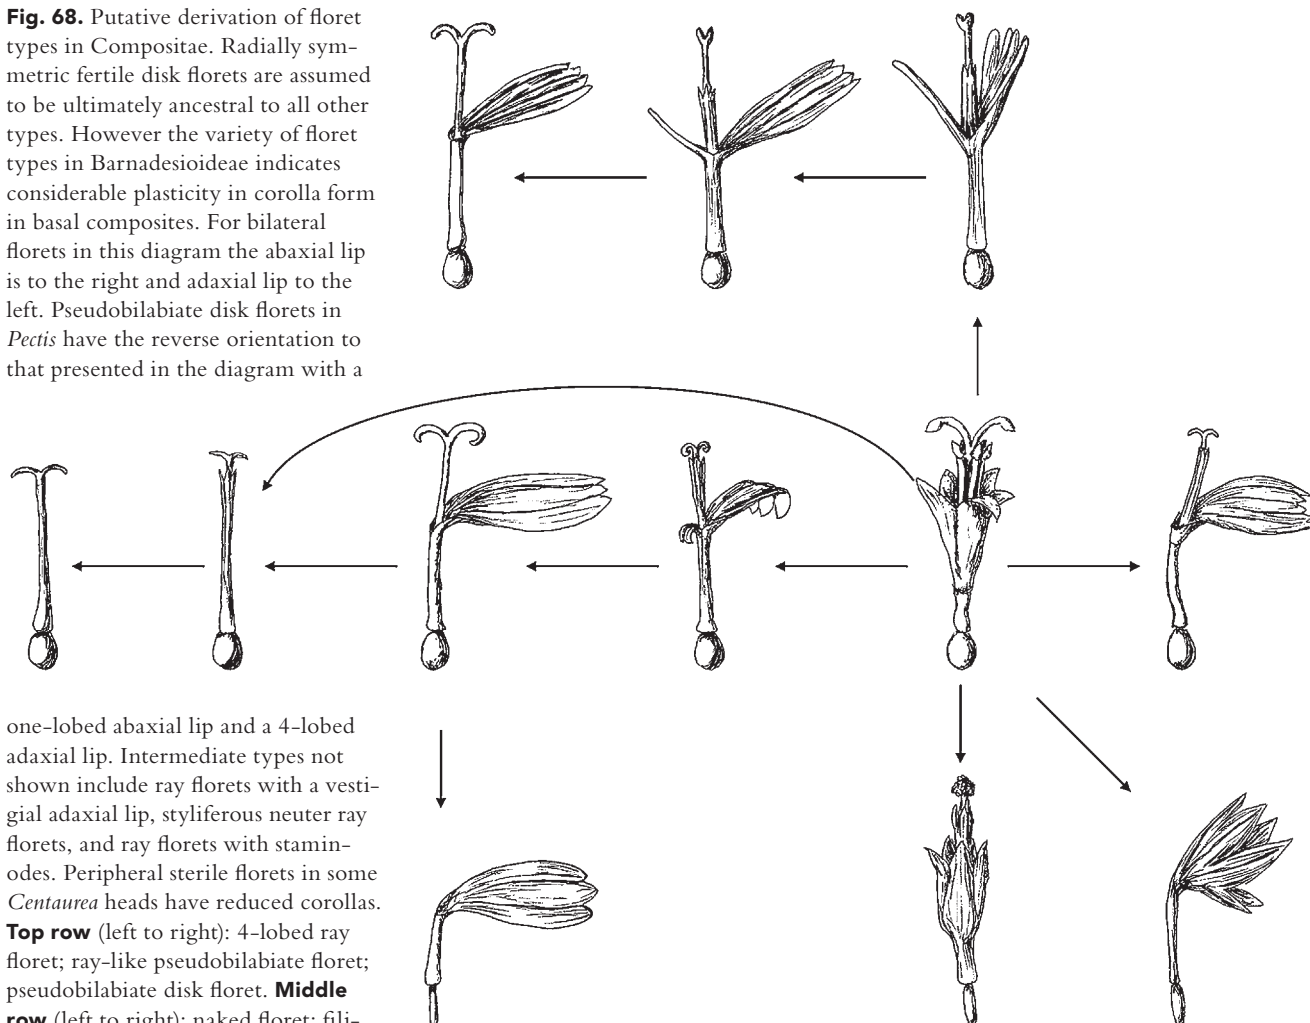 Fig. 68. Putative derivation of floret
types in Compositae. Radially sym-
metric fertile disk florets are assumed
to be ultimately ancestral to all other
types. However the variety of floret
types in Barnadesioideae indicates
considerable plasticity in corolla form
in basal composites. For bilateral
florets in this diagram the abaxial lip
is to the right and adaxial lip to the
left. Pseudobilabiate disk florets in
Pectis have the reverse orientation to
that presented in the diagram with a
one-lobed abaxial lip and a 4-lobed
adaxial lip. Intermediate types not
shown include ray florets with a vesti-
gial adaxial lip, styliferous neuter ray
florets, and ray florets with stamin-
odes. Peripheral sterile florets in some
Centaurea heads have reduced corollas.
Top row (left to right): 4-lobed ray
floret; ray-like pseudobilabiate floret;
pseudobilabiate disk floret. Middle
row (left to right): naked floret; fili-